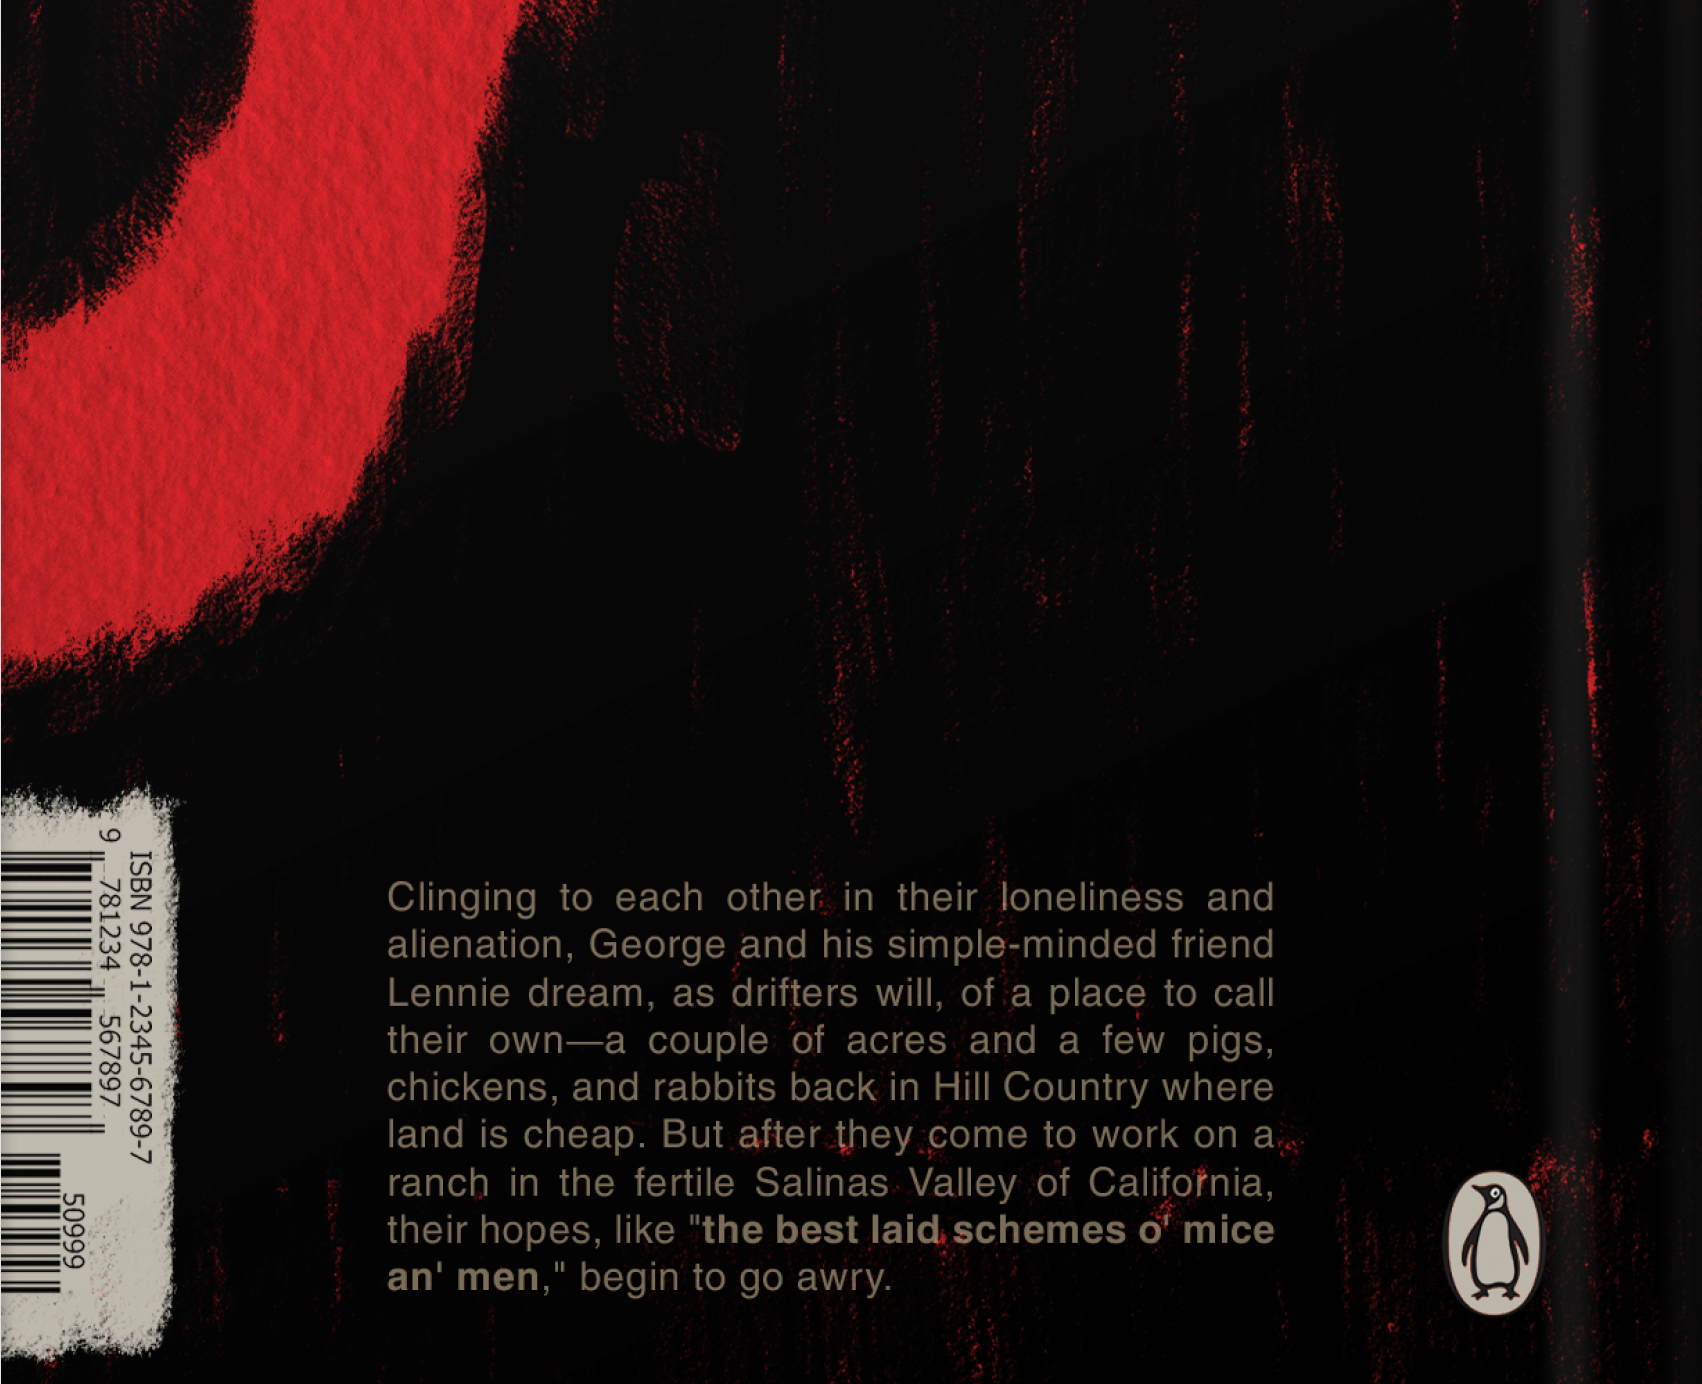 9 781234 567897
ISBN 978-1-2345-6789-7
50999
Clinging to each other in their loneliness and
alienation, George and his simple-minded friend
Lennie dream, as drifters will, of a place to call
their own—a couple of acres and a few pigs,
chickens, and rabbits back in Hill Country where
land is cheap. But after they come to work on a
ranch in the fertile Salinas Valley of California,
their hopes, like "the best laid schemes o' mice
an' men," begin to go awry.